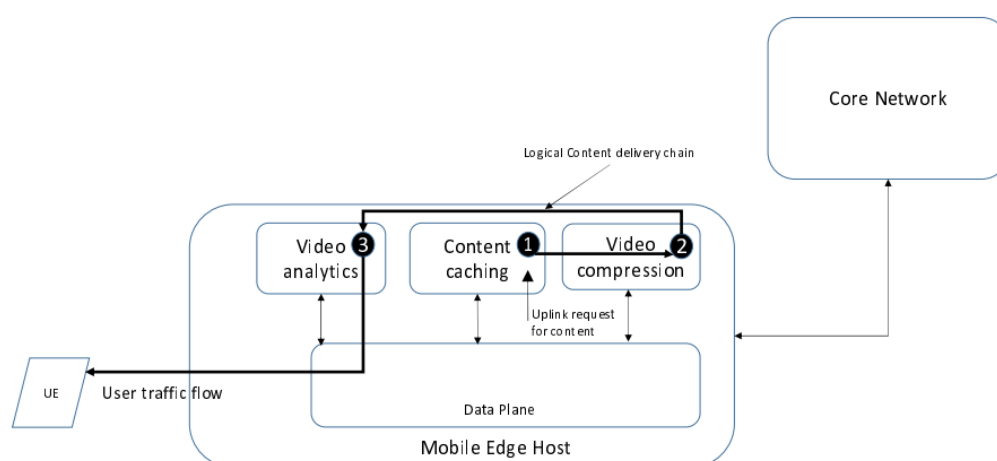 Core Network
Logical Content delivery chain
Video
analytics
3
Content
caching
1
Video
compression
2
Uplink request
for content
UE
User traffic flow
Data Plane
Mobile Edge Host